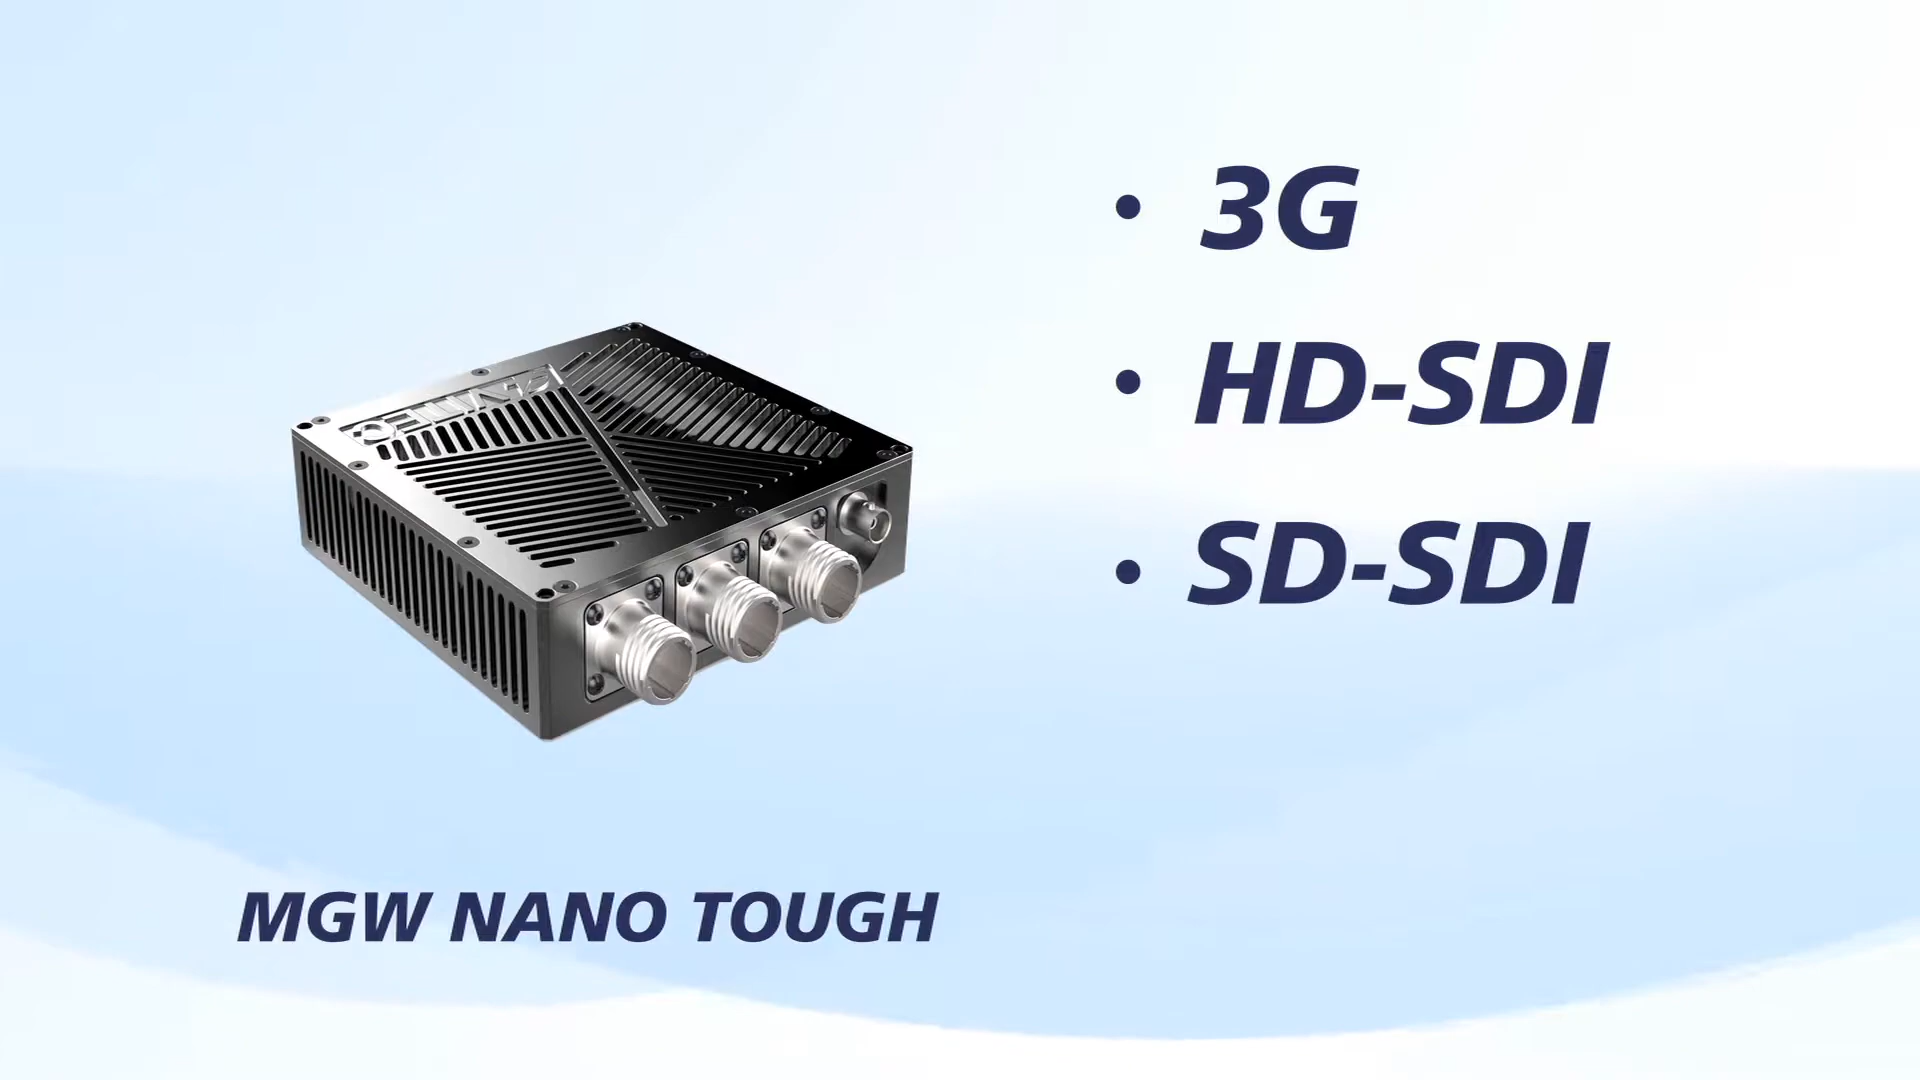 • 3G
• HD-SDI
• SD-SDI
MGW NANO TOUGH